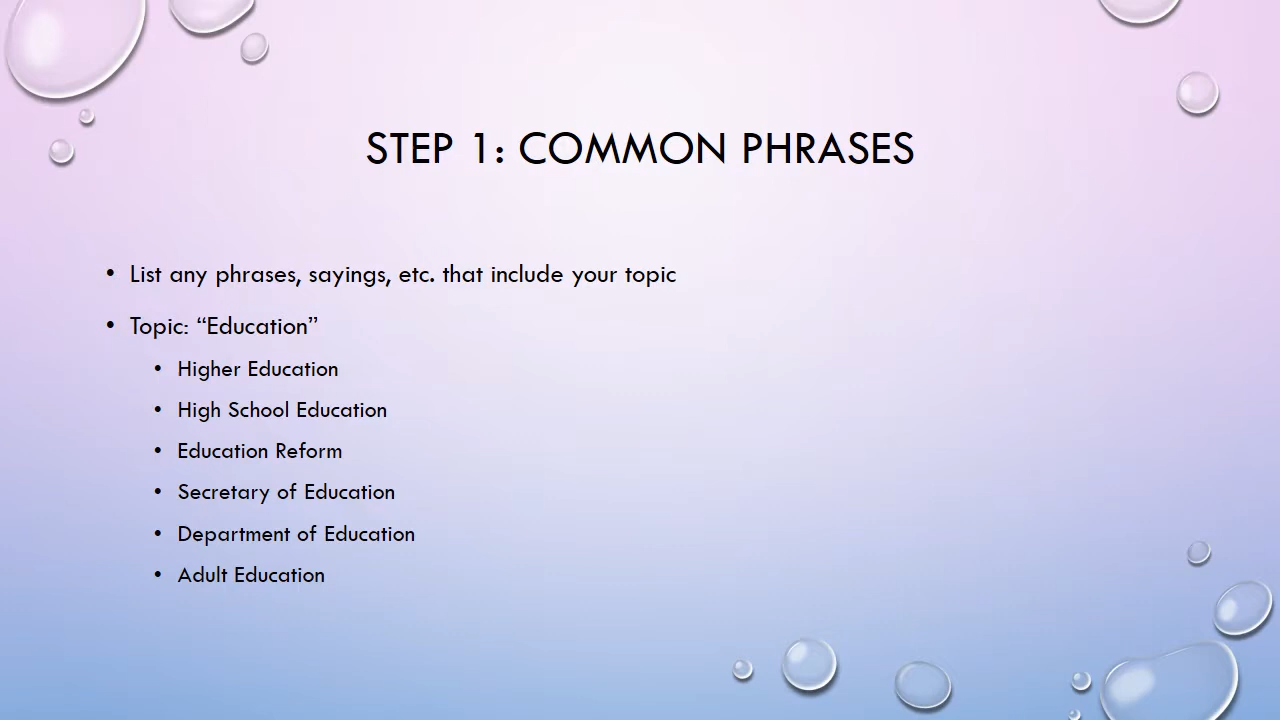 STEP 1: COMMON PHRASES
• List any phrases, sayings, etc. that include your topic
• Topic: “Education”
• Higher Education
• High School Education
• Education Reform
• Secretary of Education
• Department of Education
• Adult Education